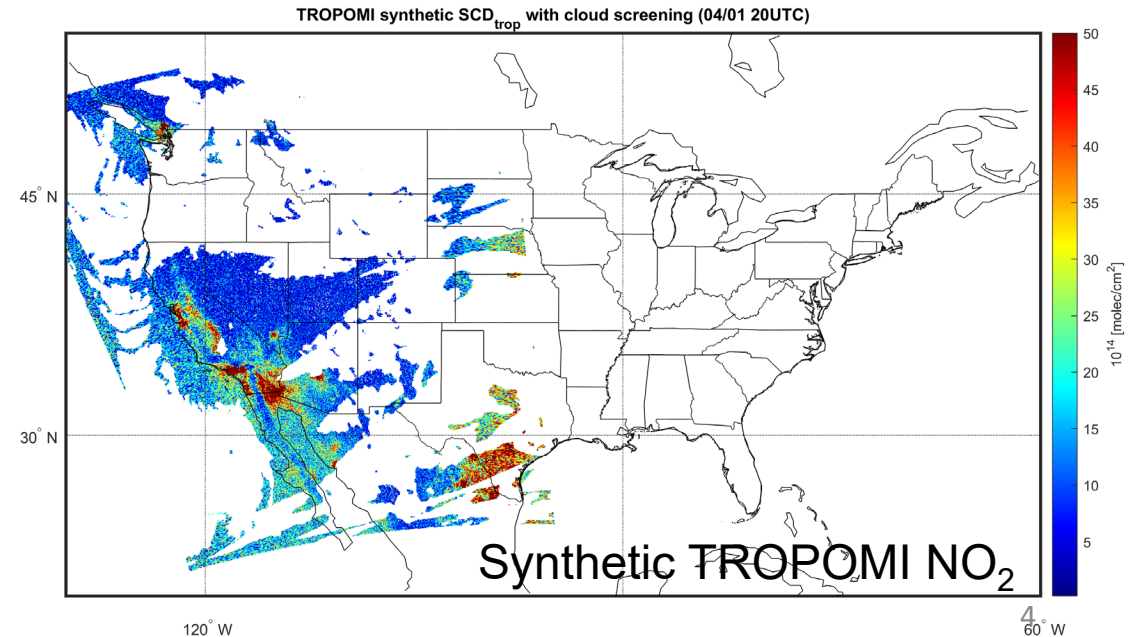 TROPOMI synthetic SCD_trop with cloud screening (04/01 20UTC)
50
45
40
35
30
25
20
15
10
5
10^14 [molec/cm^2]
45° N
30° N
Synthetic TROPOMI NO₂
4
120° W
60° W